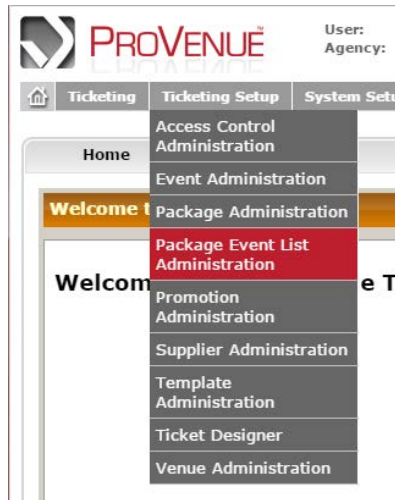 PROVENUE™
User:
Agency:
Ticketing
Ticketing Setup
System Setu
Access Control
Administration
Home
Event Administration
Welcome t
Package Administration
Package Event List
Administration
Welcom
e T
Promotion
Administration
Supplier Administration
Template
Administration
Ticket Designer
Venue Administration